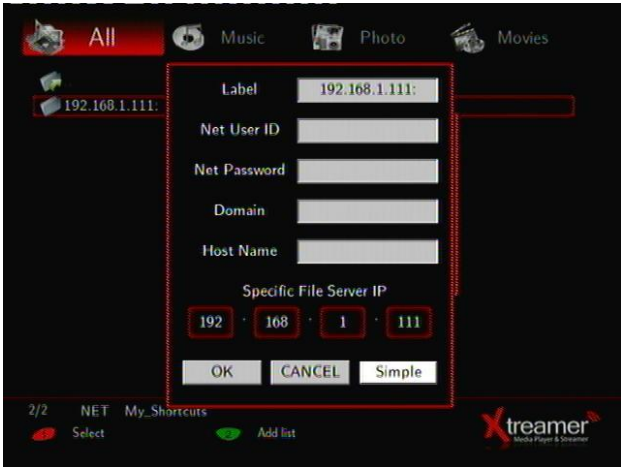 All Music Photo Movies
192.168.1.111:
Label 192.168.1.111:
Net User ID
Net Password
Domain
Host Name
Specific File Server IP
192 · 168 · 1 · 111
OK CANCEL Simple
2/2 NET My_Shortcuts
Select Add list
Xtreamer
Media Player & Streamer